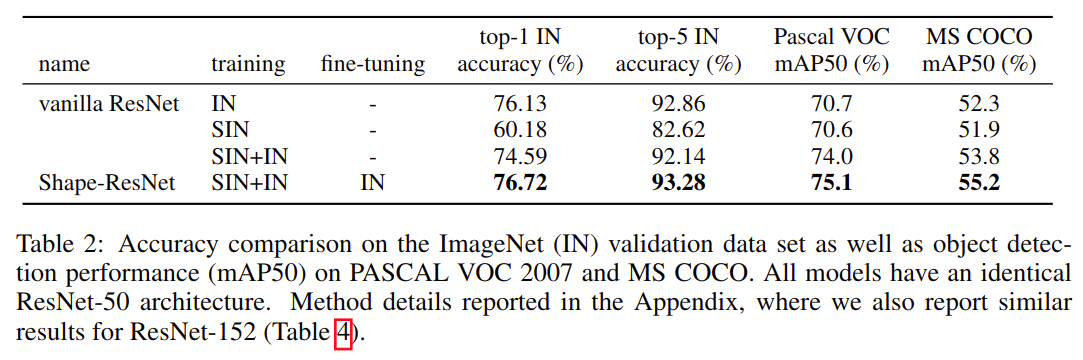 top-1 IN top-5 IN Pascal VOC MS COCO
name training fine-tuning accuracy (%) accuracy (%) mAP50 (%) mAP50 (%)
vanilla ResNet IN - 76.13 92.86 70.7 52.3
SIN - 60.18 82.62 70.6 51.9
SIN+IN - 74.59 92.14 74.0 53.8
Shape-ResNet SIN+IN IN 76.72 93.28 75.1 55.2
Table 2: Accuracy comparison on the ImageNet (IN) validation data set as well as object detec-
tion performance (mAP50) on PASCAL VOC 2007 and MS COCO. All models have an identical
ResNet-50 architecture. Method details reported in the Appendix, where we also report similar
results for ResNet-152 (Table 4).